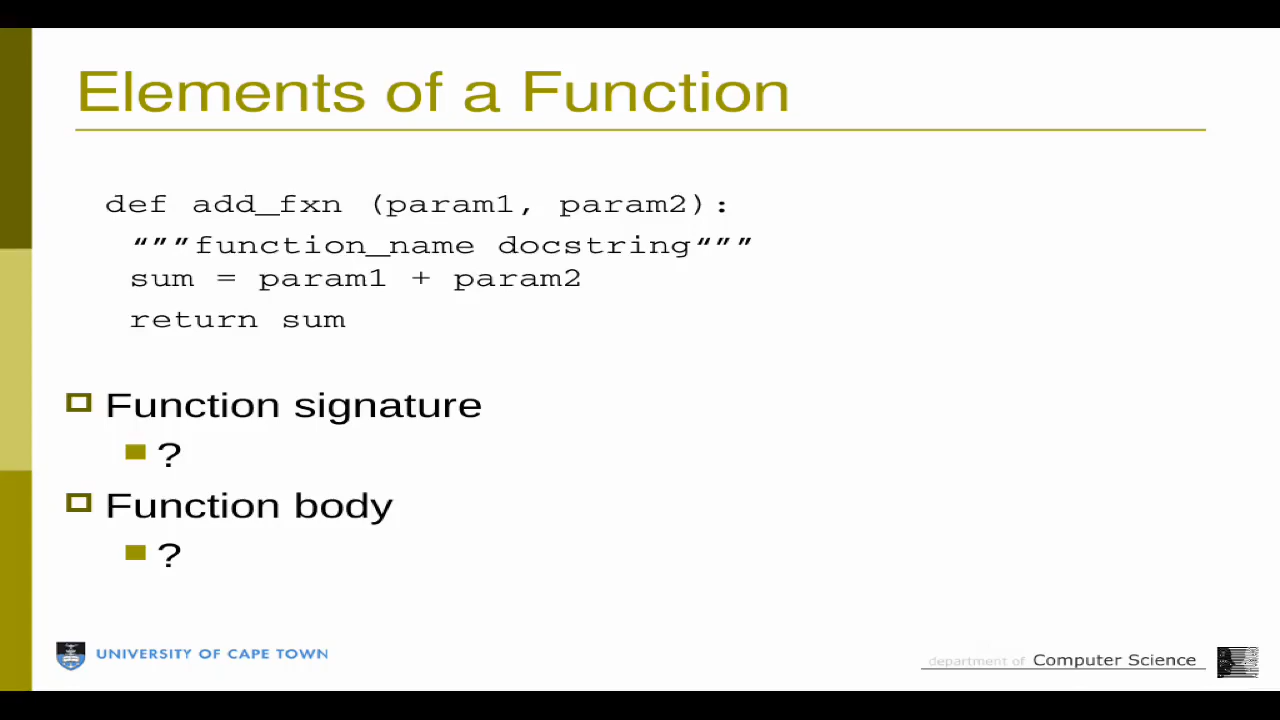 Elements of a Function
def add_fxn (param1, param2):
“””function_name docstring“””
sum = param1 + param2
return sum
Function signature
?
Function body
?
UNIVERSITY OF CAPE TOWN
department of Computer Science